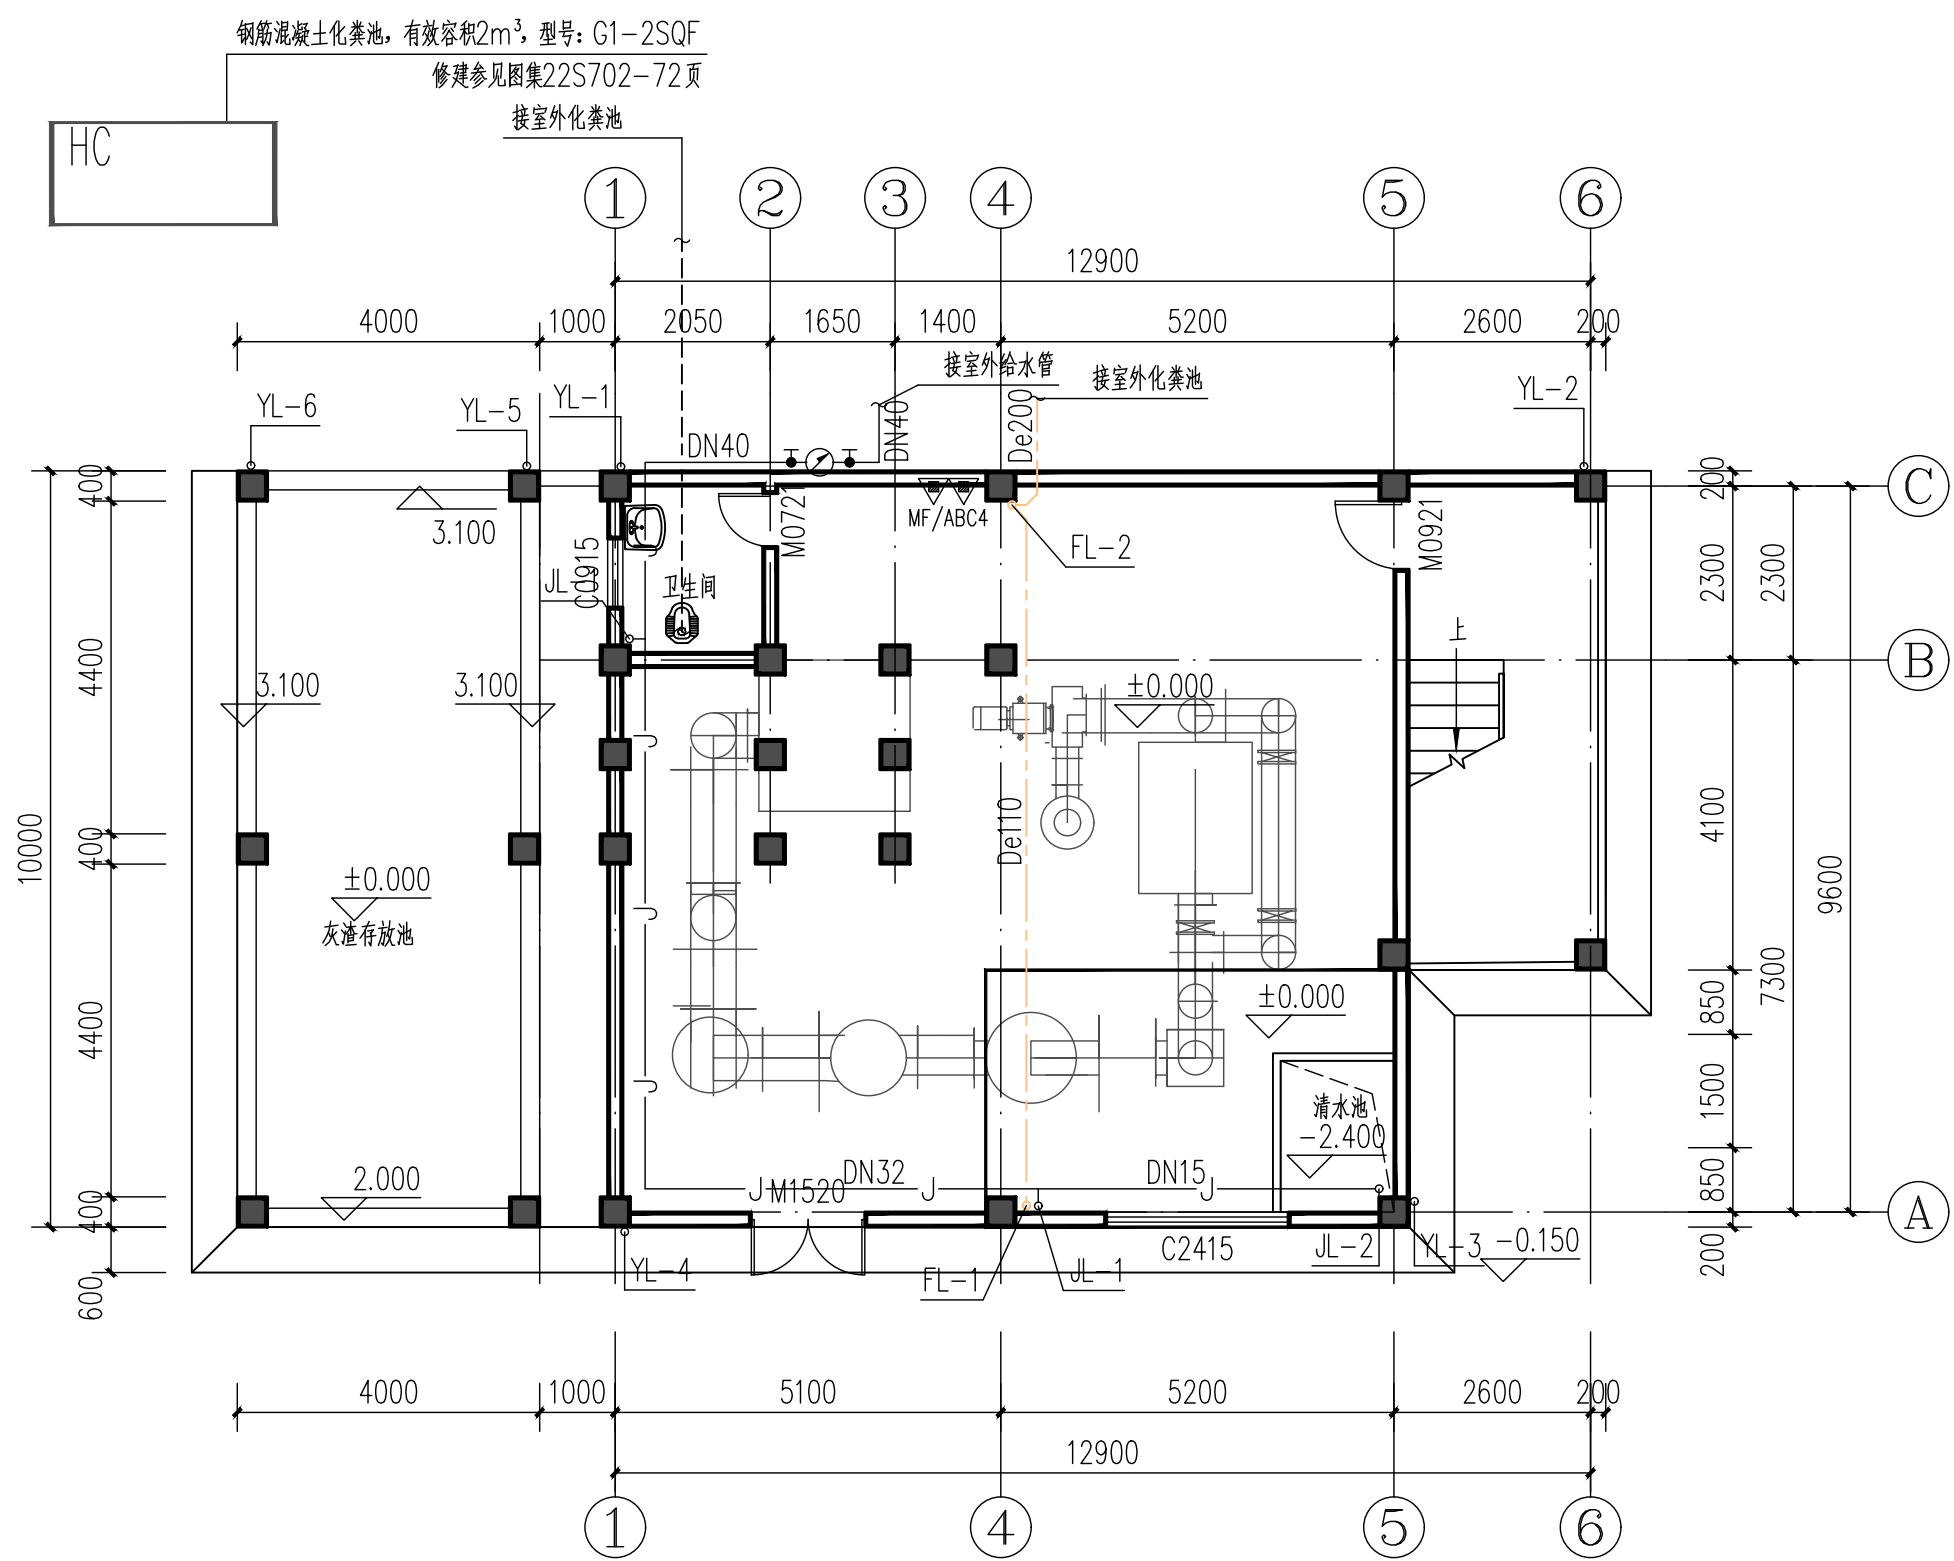 钢筋混凝土化粪池，有效容积2m³，型号：G1-2SQF
修建参见图集22S702-72页
接室外化粪池
HC
1 2 3 4 5 6
12900
4000 1000 2050 1650 1400 5200 2600 200
接室外给水管
接室外化粪池
YL-6
YL-5
YL-1
YL-2
DN40
DN40
De200
C
400
200
3.100
MF/ABC4
M0721
M0921
FL-2
C0915
JL-1
卫生间
2300
2300
上
B
4400
3.100
3.100
±0.000
10000
400
De110
4100
9600
±0.000
灰渣存放池
7300
±0.000
850
4400
1500
清水池
-2.400
2.000
DN32
DN15
M1520
J
J
J
J
J
J
J
850
400
A
C2415
JL-2
YL-3
-0.150
200
YL-4
FL-1
JL-1
600
4000 1000 5100 5200 2600 200
12900
1 4 5 6